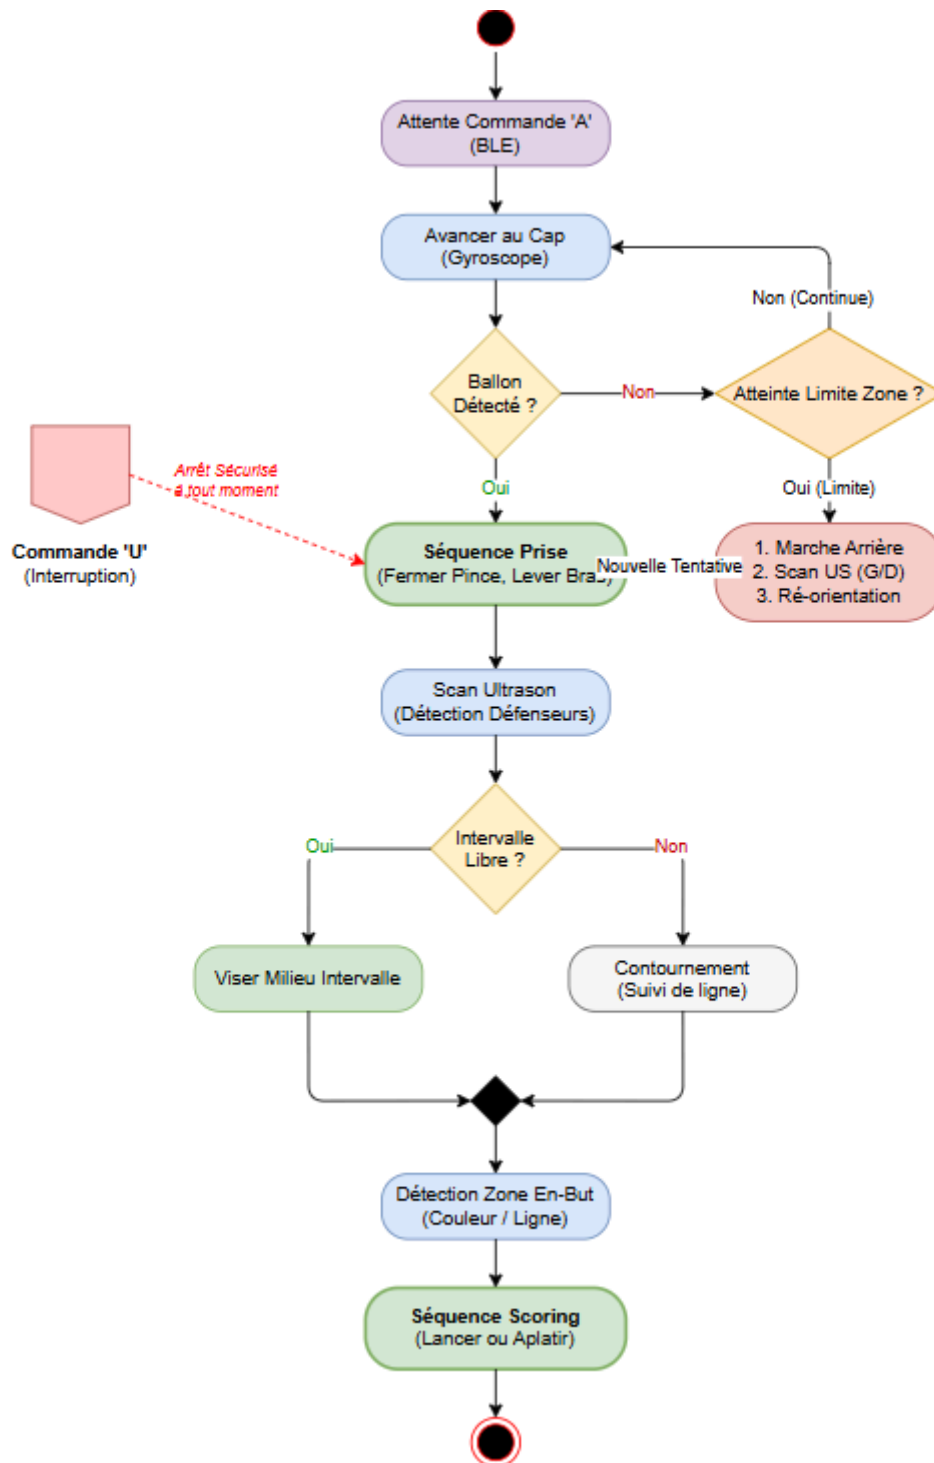 Attente Commande 'A'
(BLE)
Avancer au Cap
(Gyroscope)
Non (Continue)
Ballon
Détecté ?
Non
Atteinte Limite Zone ?
Arrêt Sécurisé
à tout moment
Oui
Oui (Limite)
Commande 'U'
(Interruption)
Séquence Prise
(Fermer Pince, Lever Bras)
Nouvelle Tentative
1. Marche Arrière
2. Scan US (G/D)
3. Ré-orientation
Scan Ultrason
(Détection Défenseurs)
Intervalle
Libre ?
Oui
Non
Viser Milieu Intervalle
Contournement
(Suivi de ligne)
Détection Zone En-But
(Couleur / Ligne)
Séquence Scoring
(Lancer ou Aplatir)